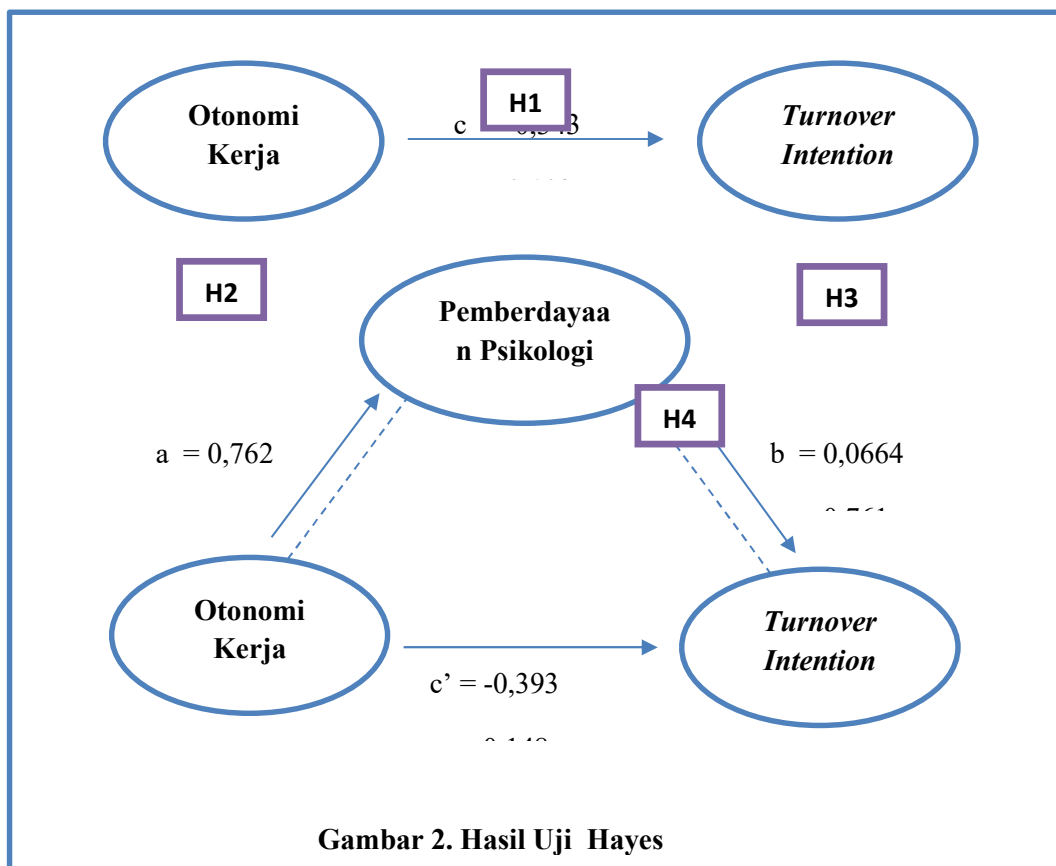 H1
Otonomi
Kerja
c
Turnover
Intention
H2
H3
Pemberdayaa
n Psikologi
H4
a = 0,762
b = 0,0664
Otonomi
Kerja
Turnover
Intention
c’ = -0,393
Gambar 2. Hasil Uji Hayes